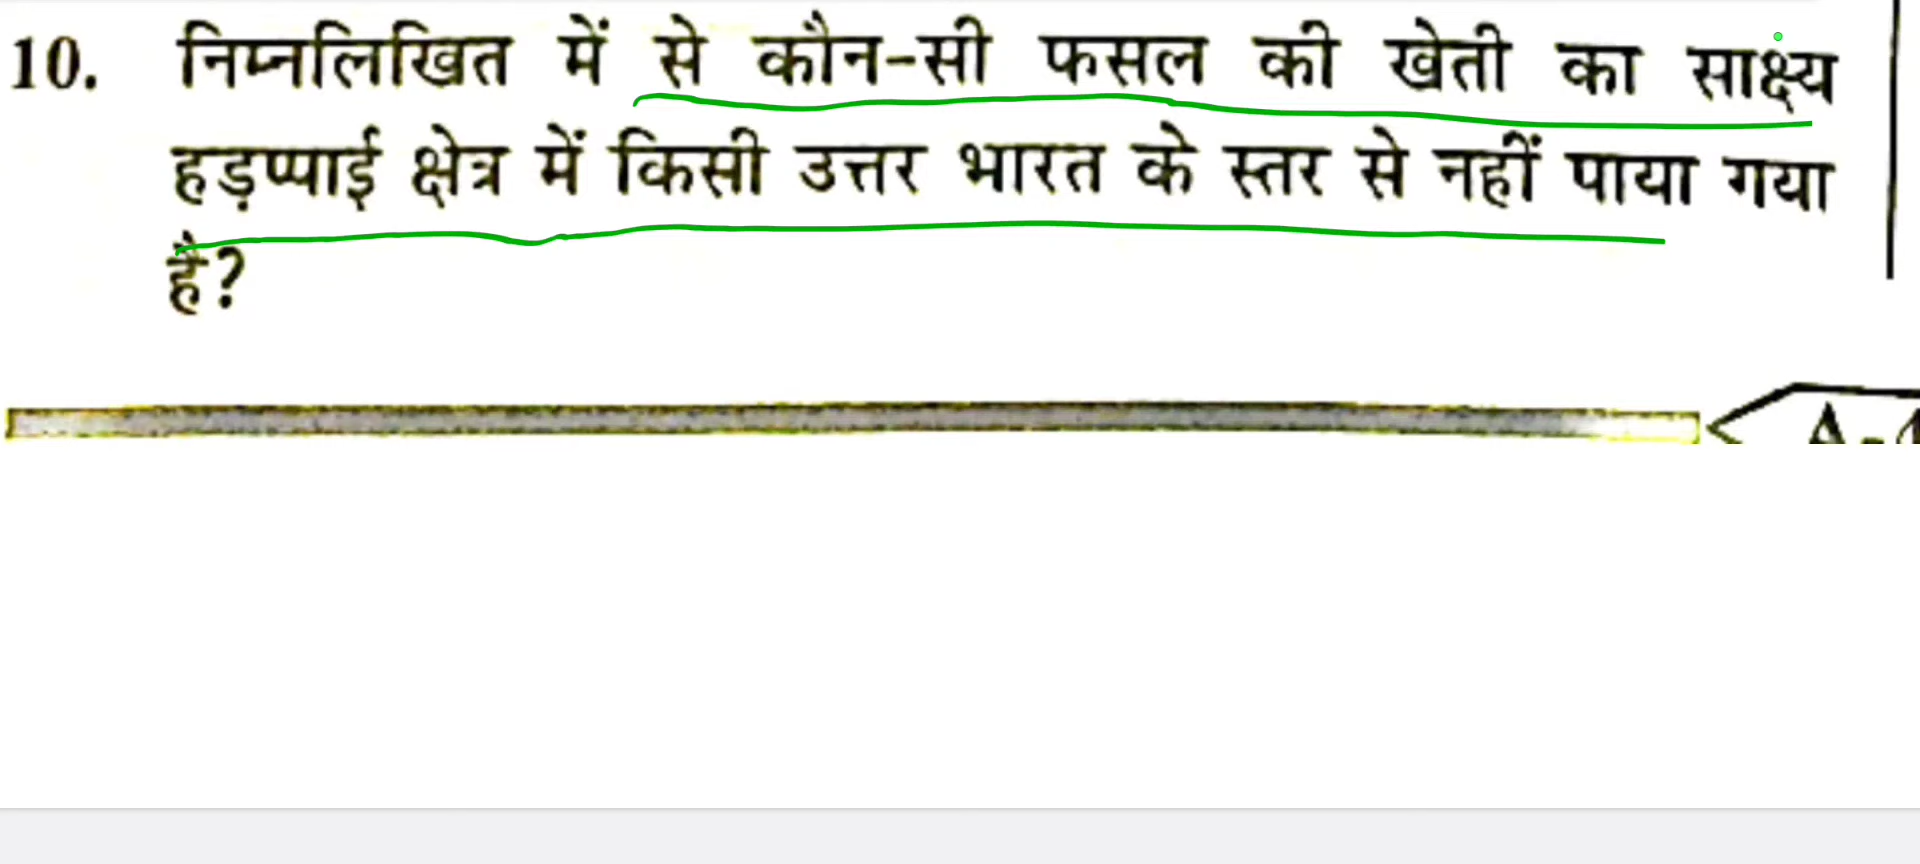 10. निम्नलिखित में से कौन-सी फसल की खेती का साक्ष्य
हड़प्पाई क्षेत्र में किसी उत्तर भारत के स्तर से नहीं पाया गया
है?